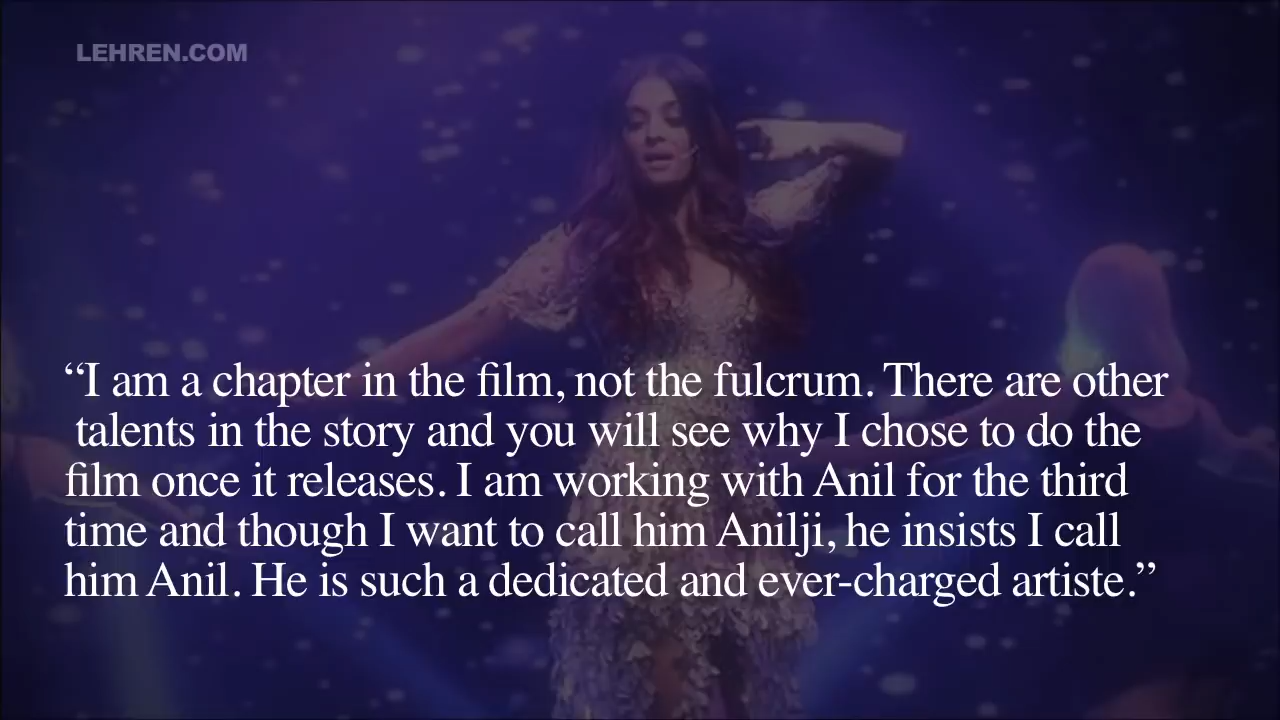 LEHREN.COM
“I am a chapter in the film, not the fulcrum. There are other
talents in the story and you will see why I chose to do the
film once it releases. I am working with Anil for the third
time and though I want to call him Anilji, he insists I call
him Anil. He is such a dedicated and ever-charged artiste.”